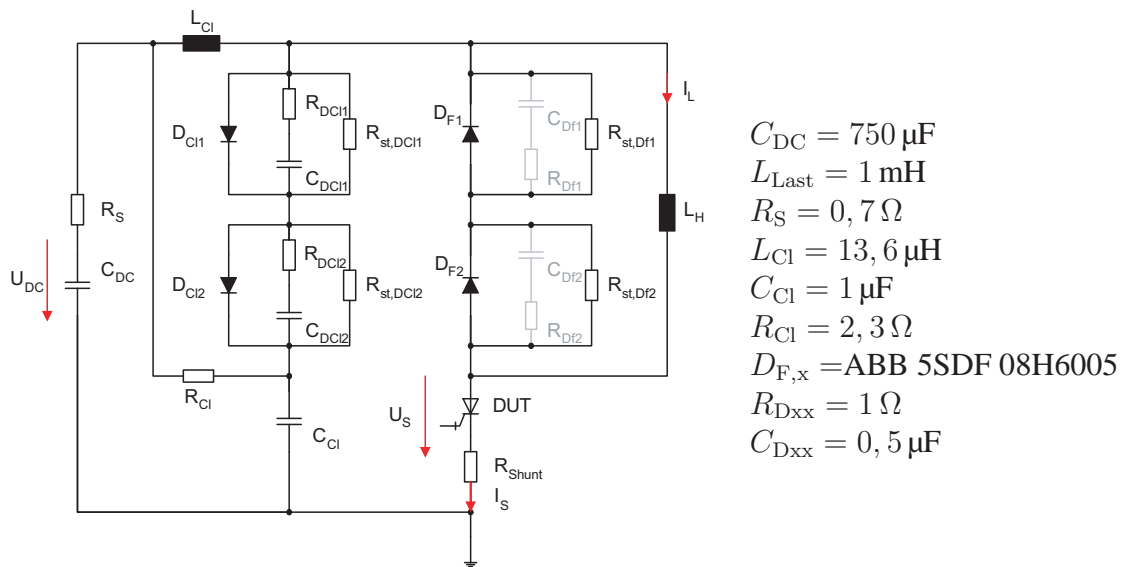 L_Cl
I_L
R_DCl1
D_Cl1
R_st,DCl1
C_DCl1
D_F1
C_Df1
R_st,Df1
R_Df1
R_S
C_DC
U_DC
L_H
R_DCl2
D_Cl2
R_st,DCl2
C_DCl2
D_F2
C_Df2
R_st,Df2
R_Df2
R_Cl
C_Cl
U_S
DUT
R_Shunt
I_S
C_DC = 750 µF
L_Last = 1 mH
R_S = 0, 7 Ω
L_Cl = 13, 6 µH
C_Cl = 1 µF
R_Cl = 2, 3 Ω
D_F,x =ABB 5SDF 08H6005
R_Dxx = 1 Ω
C_Dxx = 0, 5 µF